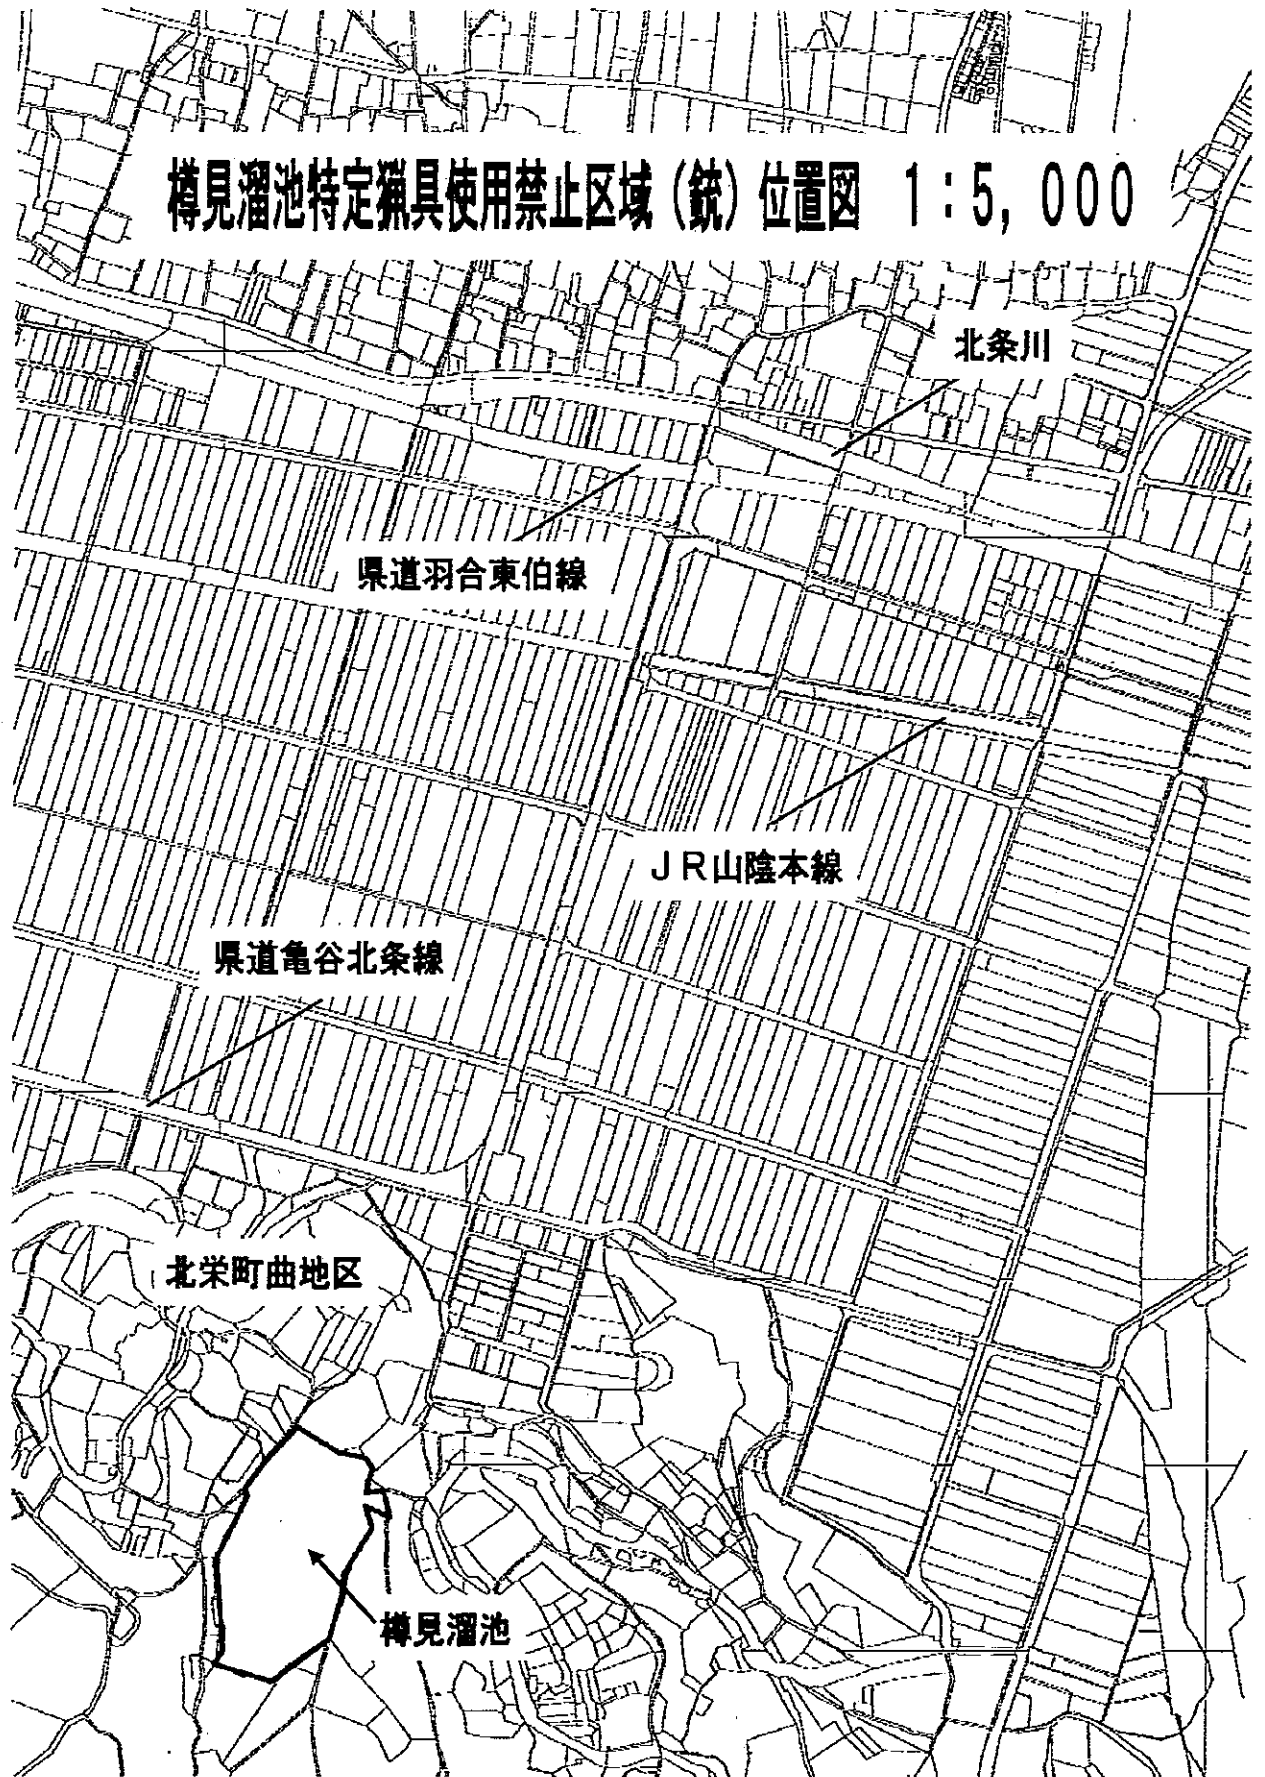 樽見溜池特定猟具使用禁止区域（銃）位置図　１：５，０００
北条川
県道羽合東伯線
ＪＲ山陰本線
県道亀谷北条線
北栄町曲地区
樽見溜池